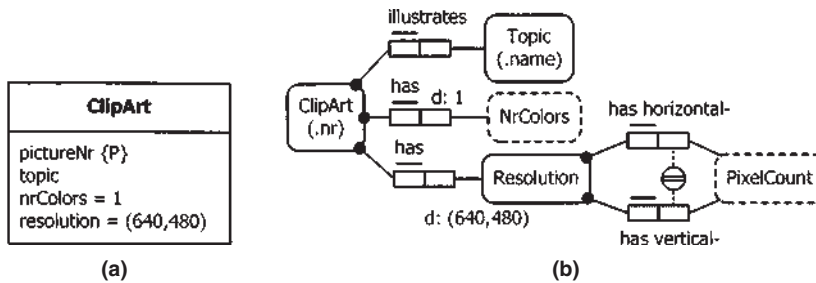 ClipArt
pictureNr {P}
topic
nrColors = 1
resolution = (640,480)
(a)
illustrates
Topic
(.name)
has
d: 1
ClipArt
(.nr)
NrColors
has
has horizontal-
Resolution
PixelCount
d: (640,480)
has vertical-
(b)